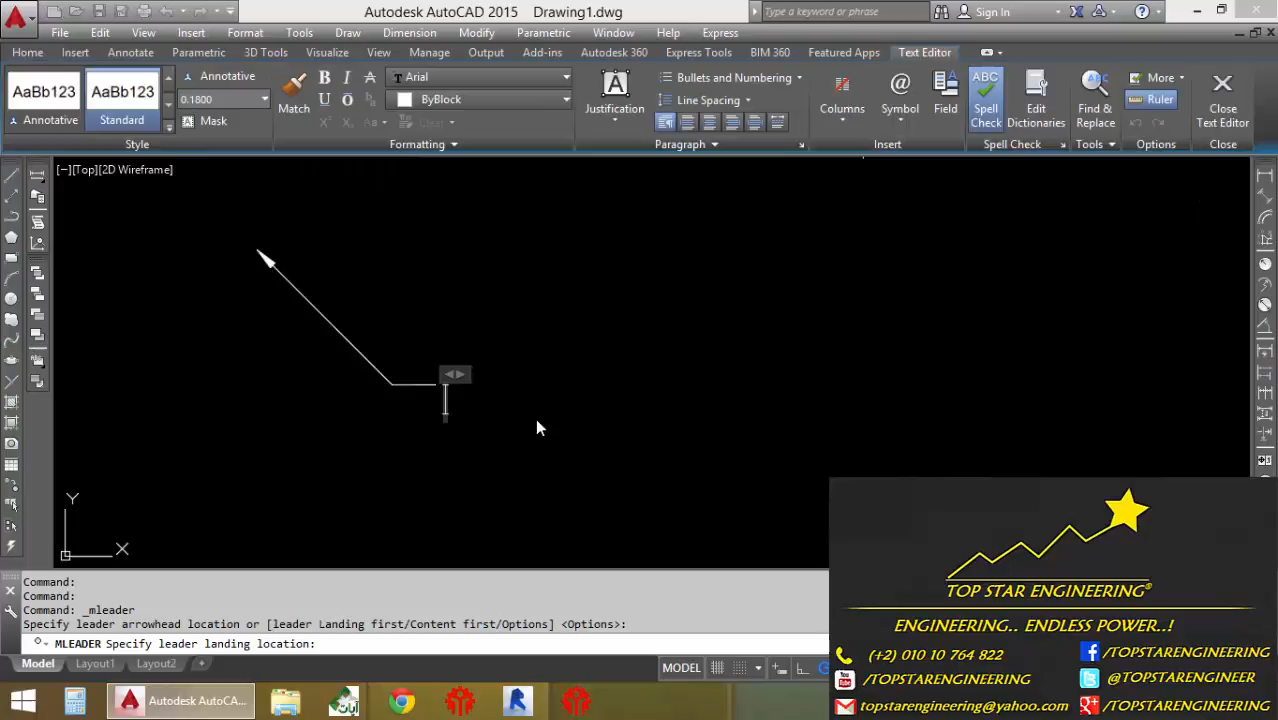 Autodesk AutoCAD 2015 Drawing1.dwg
Type a keyword or phrase
Sign In
File Edit View Insert Format Tools Draw Dimension Modify Parametric Window Help Express
Home Insert Annotate Parametric 3D Tools Visualize View Manage Output Add-ins Autodesk 360 Express Tools BIM 360 Featured Apps Text Editor
AaBb123 AaBb123
Annotative Standard
Annotative
0.1800
Mask
Style
Match
B I A
U O
Arial
ByBlock
Aa
Clear
Formatting
Justification
Bullets and Numbering
Line Spacing
Paragraph
Columns
Symbol
Field
Insert
ABC
Spell
Check
Edit
Dictionaries
Spell Check
Find &
Replace
Tools
More
Ruler
Options
Close
Text Editor
Close
[−][Top][2D Wireframe]
Y
X
Command:
Command:
Command: _mleader
Specify leader arrowhead location or [leader Landing first/Content first/Options] <Options>:
MLEADER Specify leader landing location:
Model Layout1 Layout2 +
MODEL
Autodesk AutoCA...
TOP STAR ENGINEERING®
ENGINEERING.. ENDLESS POWER..!
(+2) 010 10 764 822
/TOPSTARENGINEERING
You
/TOPSTARENGINEERING
@TOPSTARENGINEER
topstarengineering@yahoo.com
/TOPSTARENGINEERING